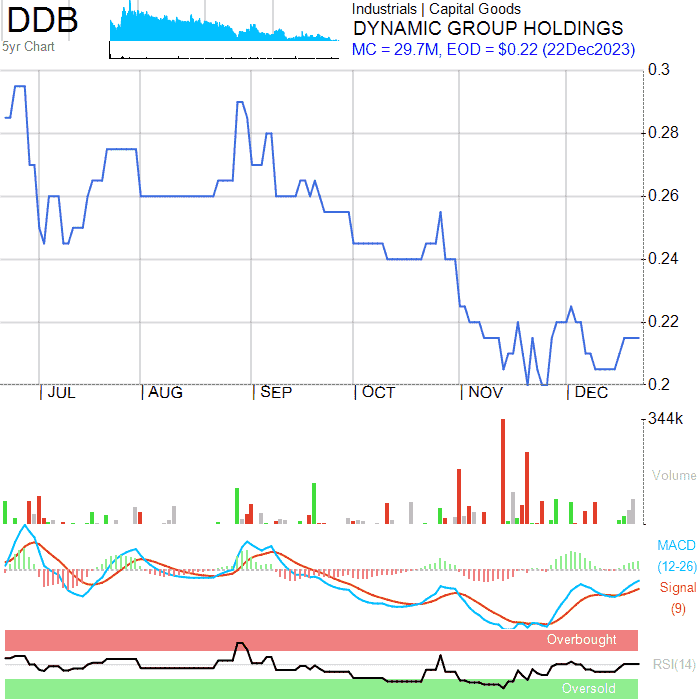 DDB
5yr Chart
Industrials | Capital Goods
DYNAMIC GROUP HOLDINGS
MC = 29.7M, EOD = $0.22 (22Dec2023)
0.3
0.28
0.26
0.24
0.22
0.2
JUL AUG SEP OCT NOV DEC
344k
Volume
MACD
(12-26)
Signal
(9)
Overbought
RSI(14)
Oversold